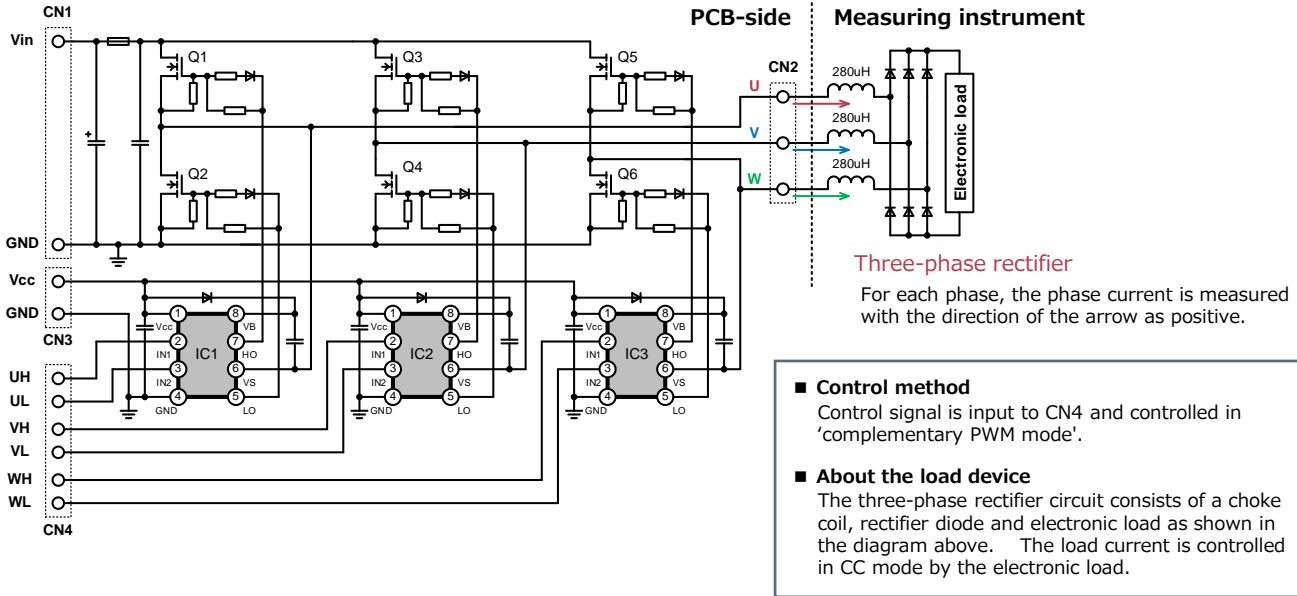 CN1
PCB-side
Measuring instrument
Vin
Q1
Q3
Q5
CN2
280uH
U
280uH
V
280uH
W
Electronic load
Q2
Q4
Q6
GND
Three-phase rectifier
For each phase, the phase current is measured
with the direction of the arrow as positive.
Vcc
GND
CN3
1 8
Vcc VB
2 IC1 7
IN1 HO
3 6
IN2 VS
4 5
GND LO
1 8
Vcc VB
2 IC2 7
IN1 HO
3 6
IN2 VS
4 5
GND LO
1 8
Vcc VB
2 IC3 7
IN1 HO
3 6
IN2 VS
4 5
GND LO
UH
UL
VH
VL
WH
WL
CN4
■ Control method
Control signal is input to CN4 and controlled in
‘complementary PWM mode'.
■ About the load device
The three-phase rectifier circuit consists of a choke
coil, rectifier diode and electronic load as shown in
the diagram above. The load current is controlled
in CC mode by the electronic load.